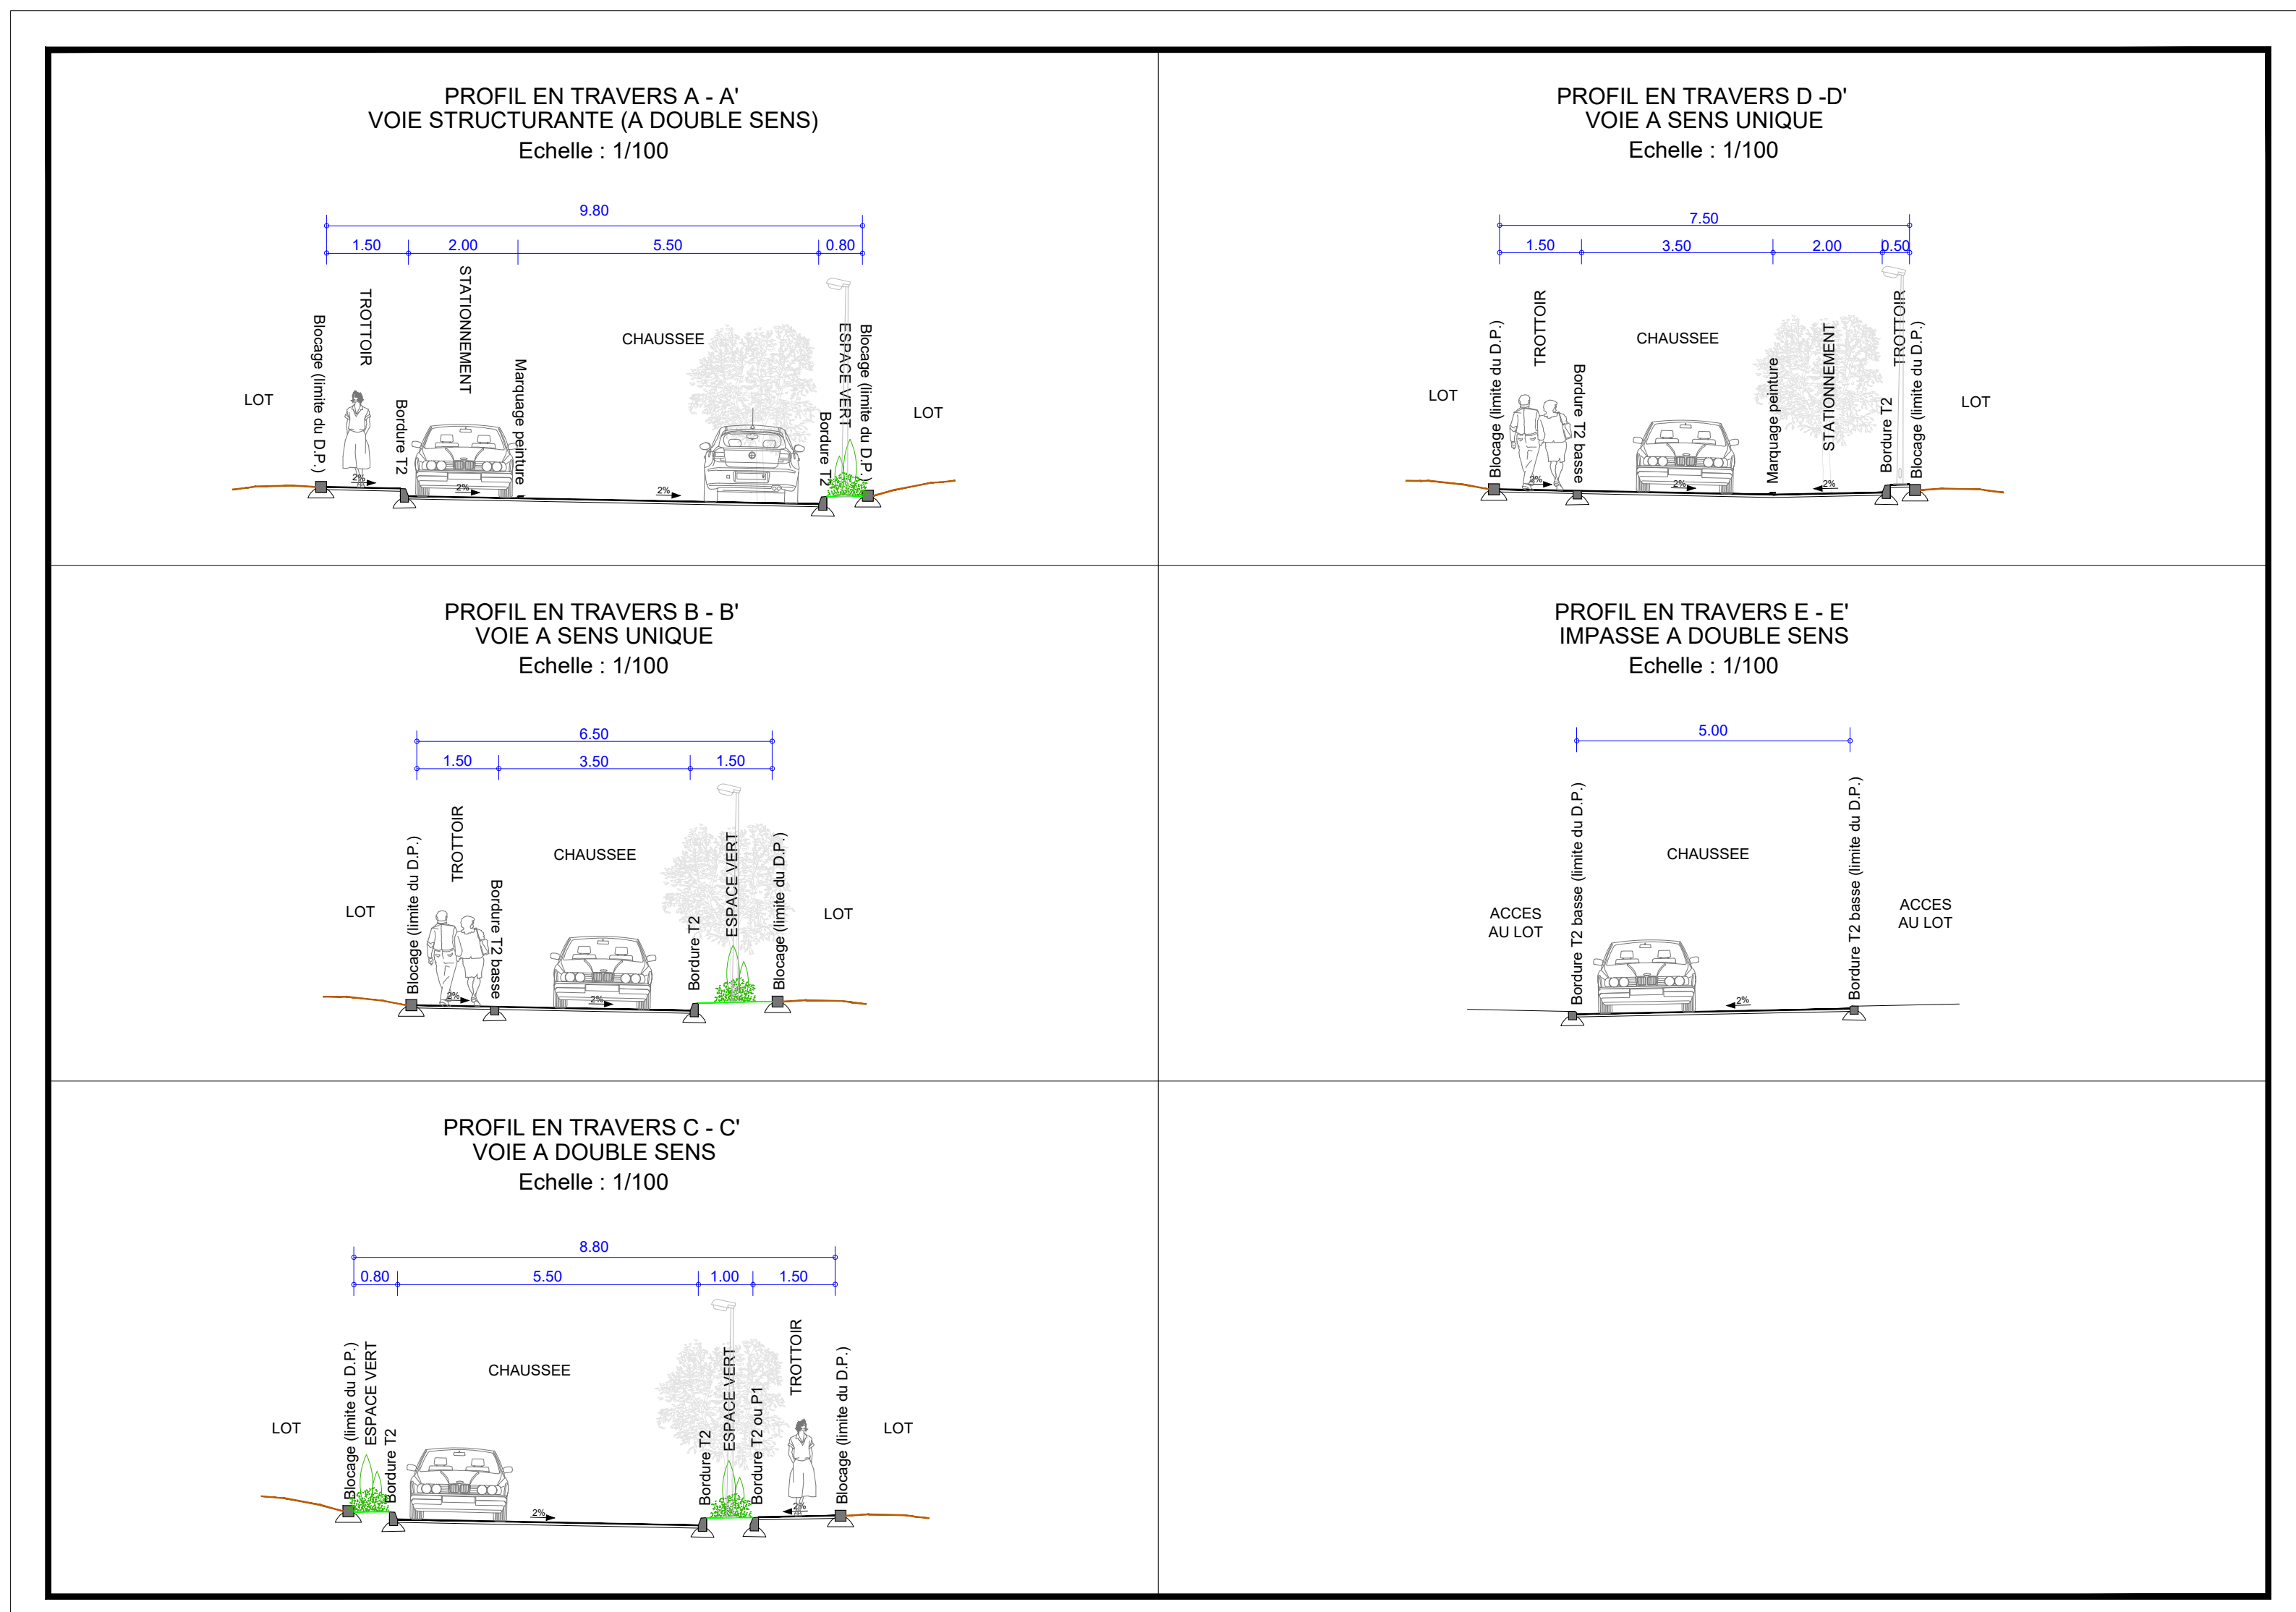 PROFIL EN TRAVERS A - A'
VOIE STRUCTURANTE (A DOUBLE SENS)
Echelle : 1/100
9.80
1.50
2.00
5.50
0.80
LOT
Blocage (limite du D.P.)
TROTTOIR
Bordure T2
STATIONNEMENT
Marquage peinture
CHAUSSEE
Bordure T2
ESPACE VERT
Blocage (limite du D.P.)
LOT
2%
2%
2%
PROFIL EN TRAVERS D -D'
VOIE A SENS UNIQUE
Echelle : 1/100
7.50
1.50
3.50
2.00
0.50
LOT
Blocage (limite du D.P.)
TROTTOIR
Bordure T2 basse
CHAUSSEE
Marquage peinture
STATIONNEMENT
Bordure T2
TROTTOIR
Blocage (limite du D.P.)
LOT
2%
2%
2%
PROFIL EN TRAVERS B - B'
VOIE A SENS UNIQUE
Echelle : 1/100
6.50
1.50
3.50
1.50
LOT
Blocage (limite du D.P.)
TROTTOIR
Bordure T2 basse
CHAUSSEE
Bordure T2
ESPACE VERT
Blocage (limite du D.P.)
LOT
2%
2%
PROFIL EN TRAVERS E - E'
IMPASSE A DOUBLE SENS
Echelle : 1/100
5.00
ACCES
AU LOT
Bordure T2 basse (limite du D.P.)
CHAUSSEE
Bordure T2 basse (limite du D.P.)
ACCES
AU LOT
2%
PROFIL EN TRAVERS C - C'
VOIE A DOUBLE SENS
Echelle : 1/100
8.80
0.80
5.50
1.00
1.50
LOT
Blocage (limite du D.P.)
ESPACE VERT
Bordure T2
CHAUSSEE
Bordure T2
ESPACE VERT
Bordure T2 ou P1
TROTTOIR
Blocage (limite du D.P.)
LOT
2%
2%